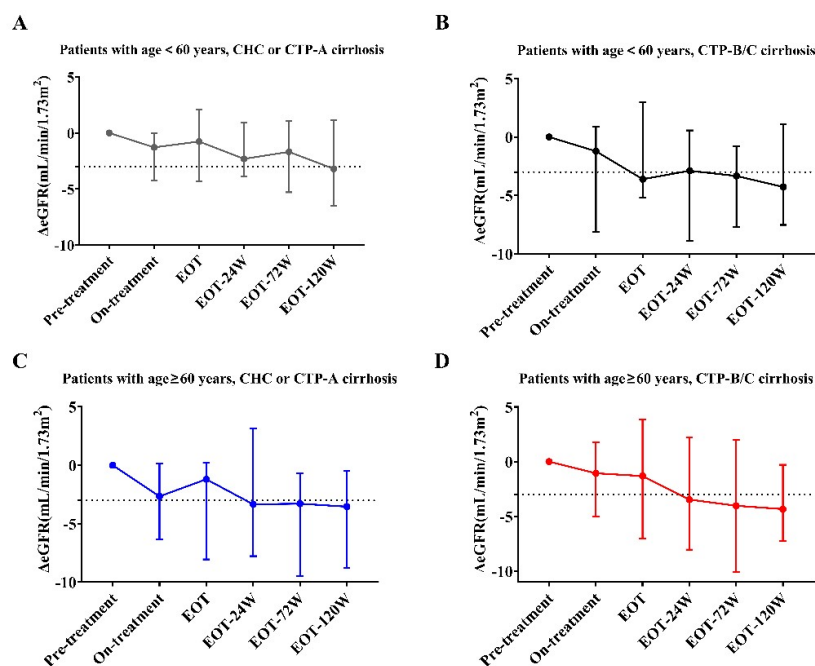 A
Patients with age < 60 years, CHC or CTP-A cirrhosis
ΔeGFR(mL/min/1.73m²)
5
0
-5
-10
Pre-treatment
On-treatment
EOT
EOT-24W
EOT-72W
EOT-120W
B
Patients with age < 60 years, CTP-B/C cirrhosis
AeGFR(mL/min/1.73m²)
5
0
-5
-10
Pre-treatment
On-treatment
EOT
EOT-24W
EOT-72W
EOT-120W
C
Patients with age≥60 years, CHC or CTP-A cirrhosis
ΔeGFR(mL/min/1.73m²)
5
0
-5
-10
Pre-treatment
On-treatment
EOT
EOT-24W
EOT-72W
EOT-120W
D
Patients with age≥60 years, CTP-B/C cirrhosis
AeGFR(mL/min/1.73m²)
5
0
-5
-10
Pre-treatment
On-treatment
EOT
EOT-24W
EOT-72W
EOT-120W